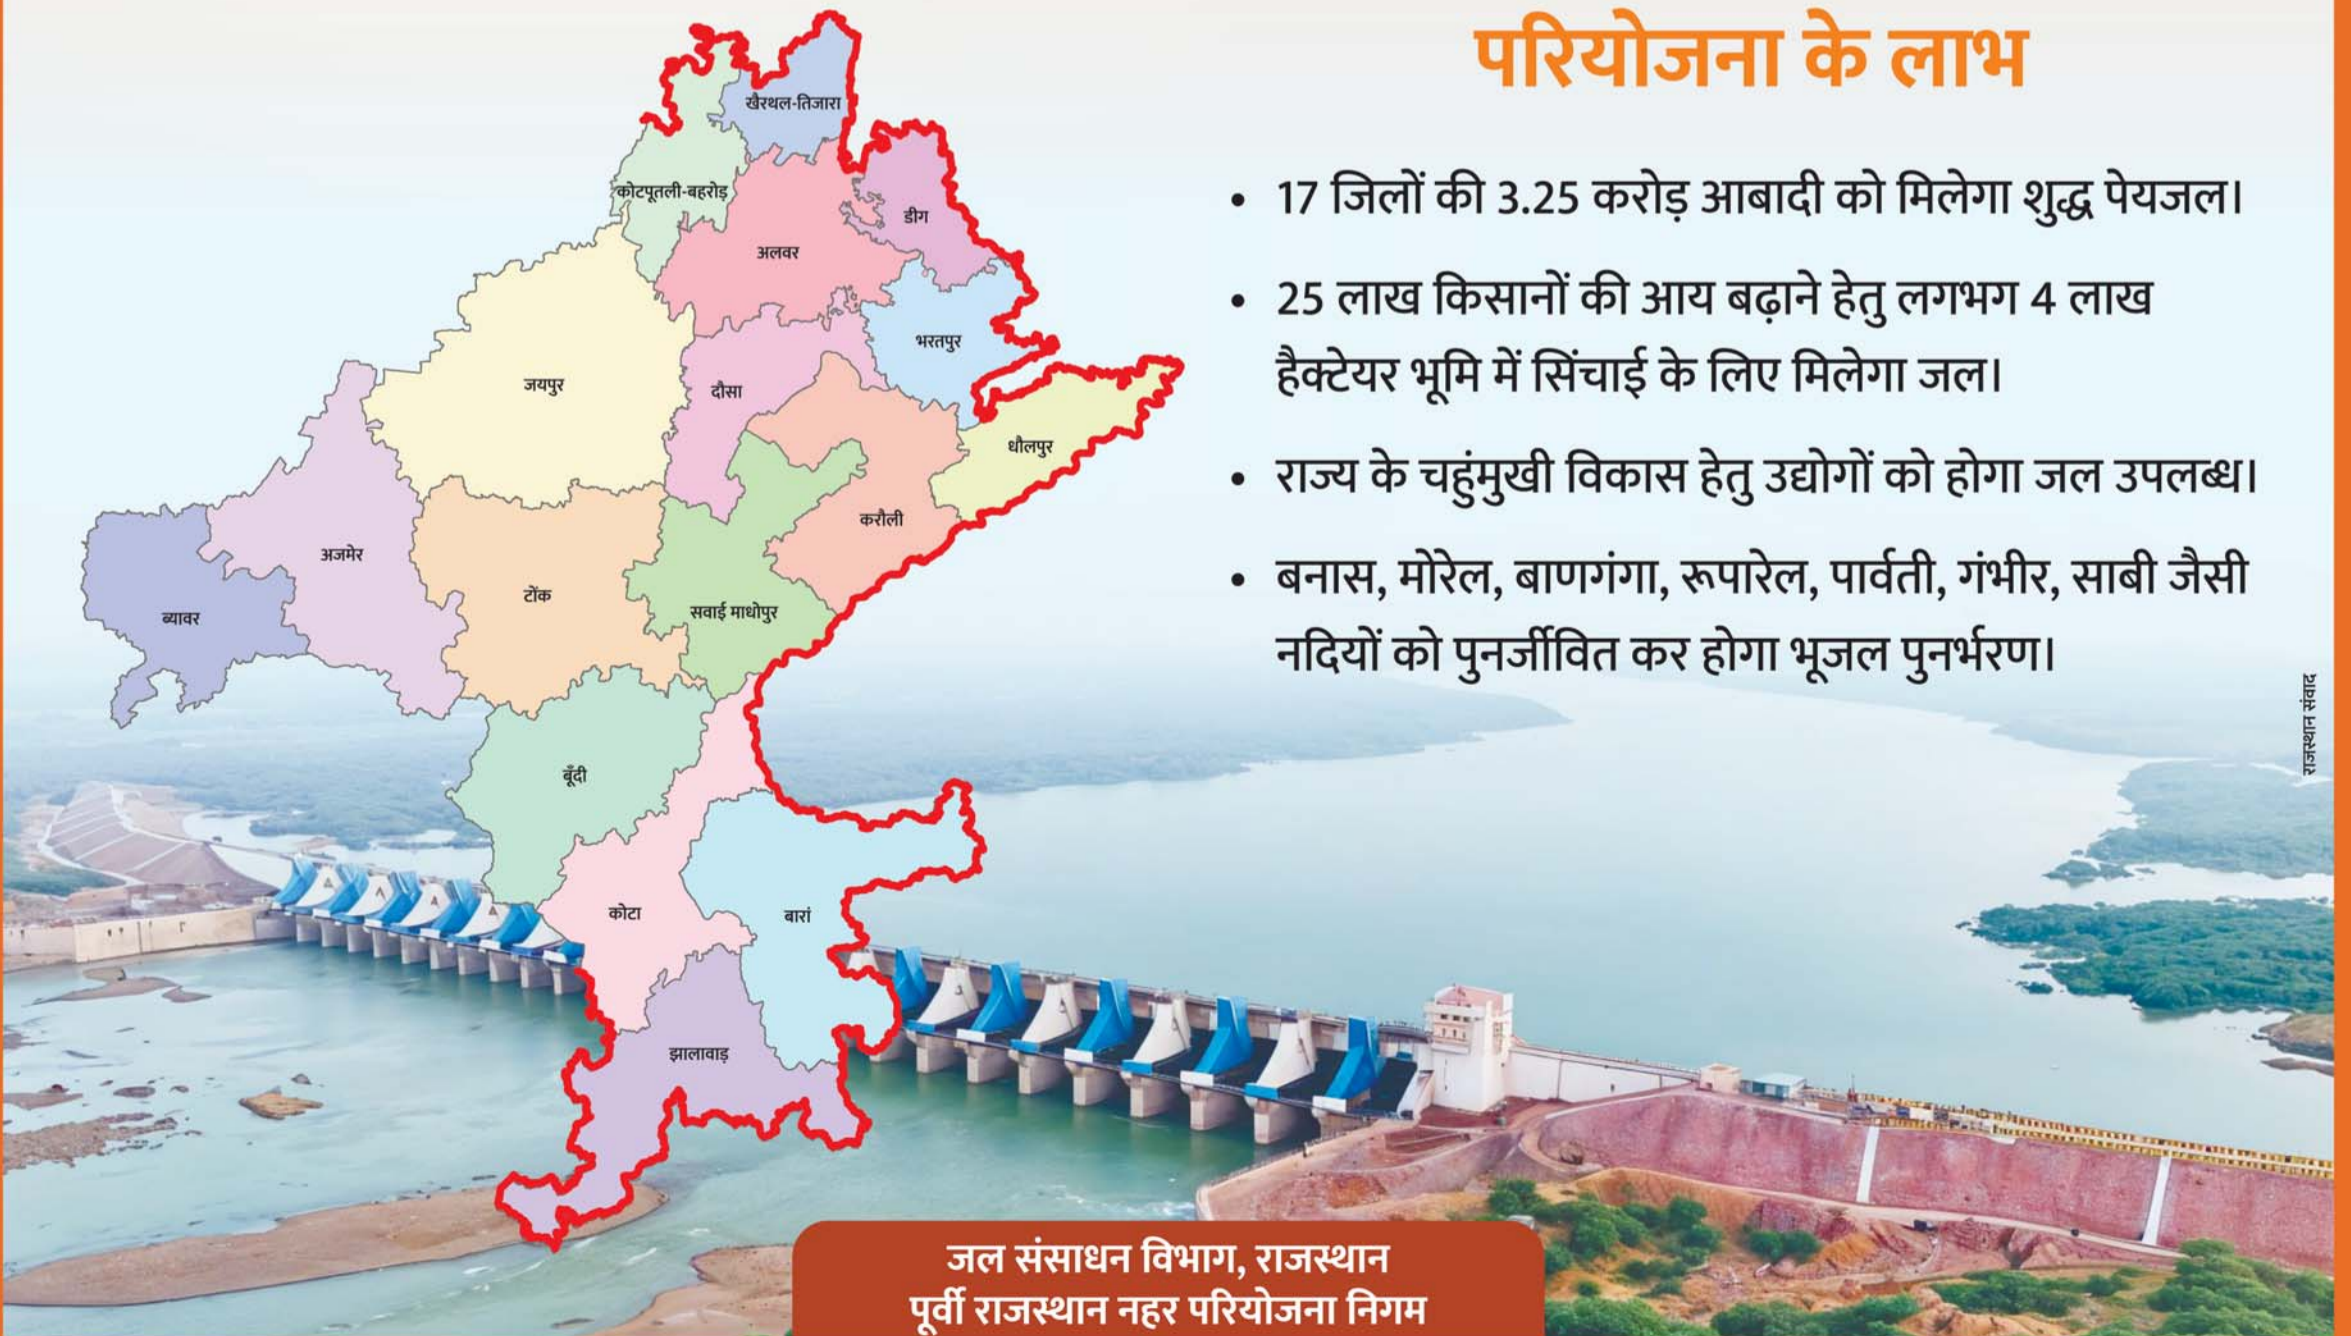 परियोजना के लाभ
• 17 जिलों की 3.25 करोड़ आबादी को मिलेगा शुद्ध पेयजल।
• 25 लाख किसानों की आय बढ़ाने हेतु लगभग 4 लाख
हैक्टेयर भूमि में सिंचाई के लिए मिलेगा जल।
• राज्य के चहुंमुखी विकास हेतु उद्योगों को होगा जल उपलब्ध।
• बनास, मोरेल, बाणगंगा, रूपारेल, पार्वती, गंभीर, साबी जैसी
नदियों को पुनर्जीवित कर होगा भूजल पुनर्भरण।
खैरथल-तिजारा
कोटपूतली-बहरोड़
डीग
अलवर
भरतपुर
जयपुर
दौसा
धौलपुर
करौली
अजमेर
टोंक
सवाई माधोपुर
ब्यावर
बूँदी
कोटा
बारां
झालावाड़
राजस्थान संवाद
जल संसाधन विभाग, राजस्थान
पूर्वी राजस्थान नहर परियोजना निगम